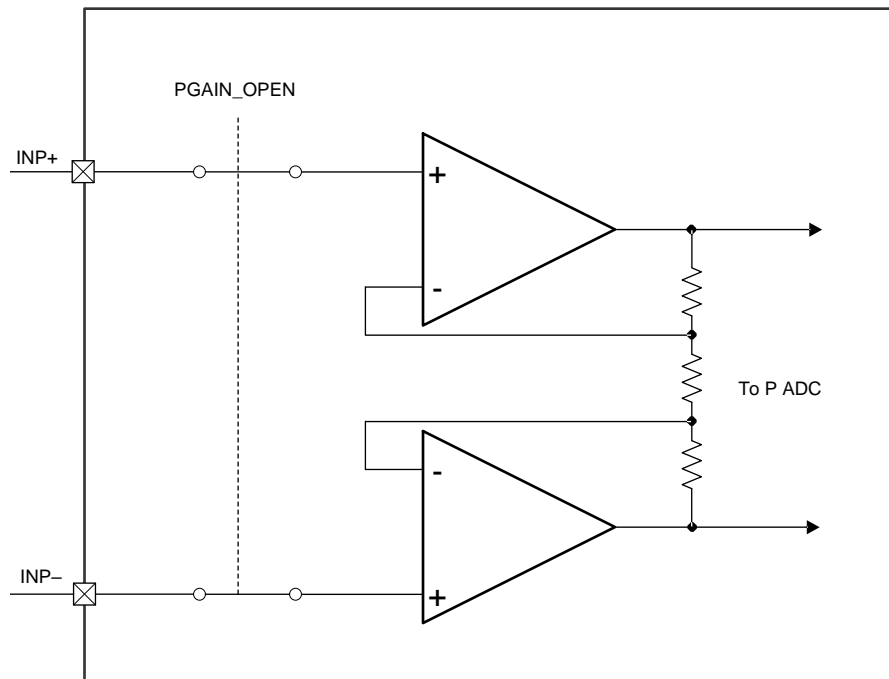 PGAIN_OPEN
INP+
+
-
To P ADC
-
INP–
+